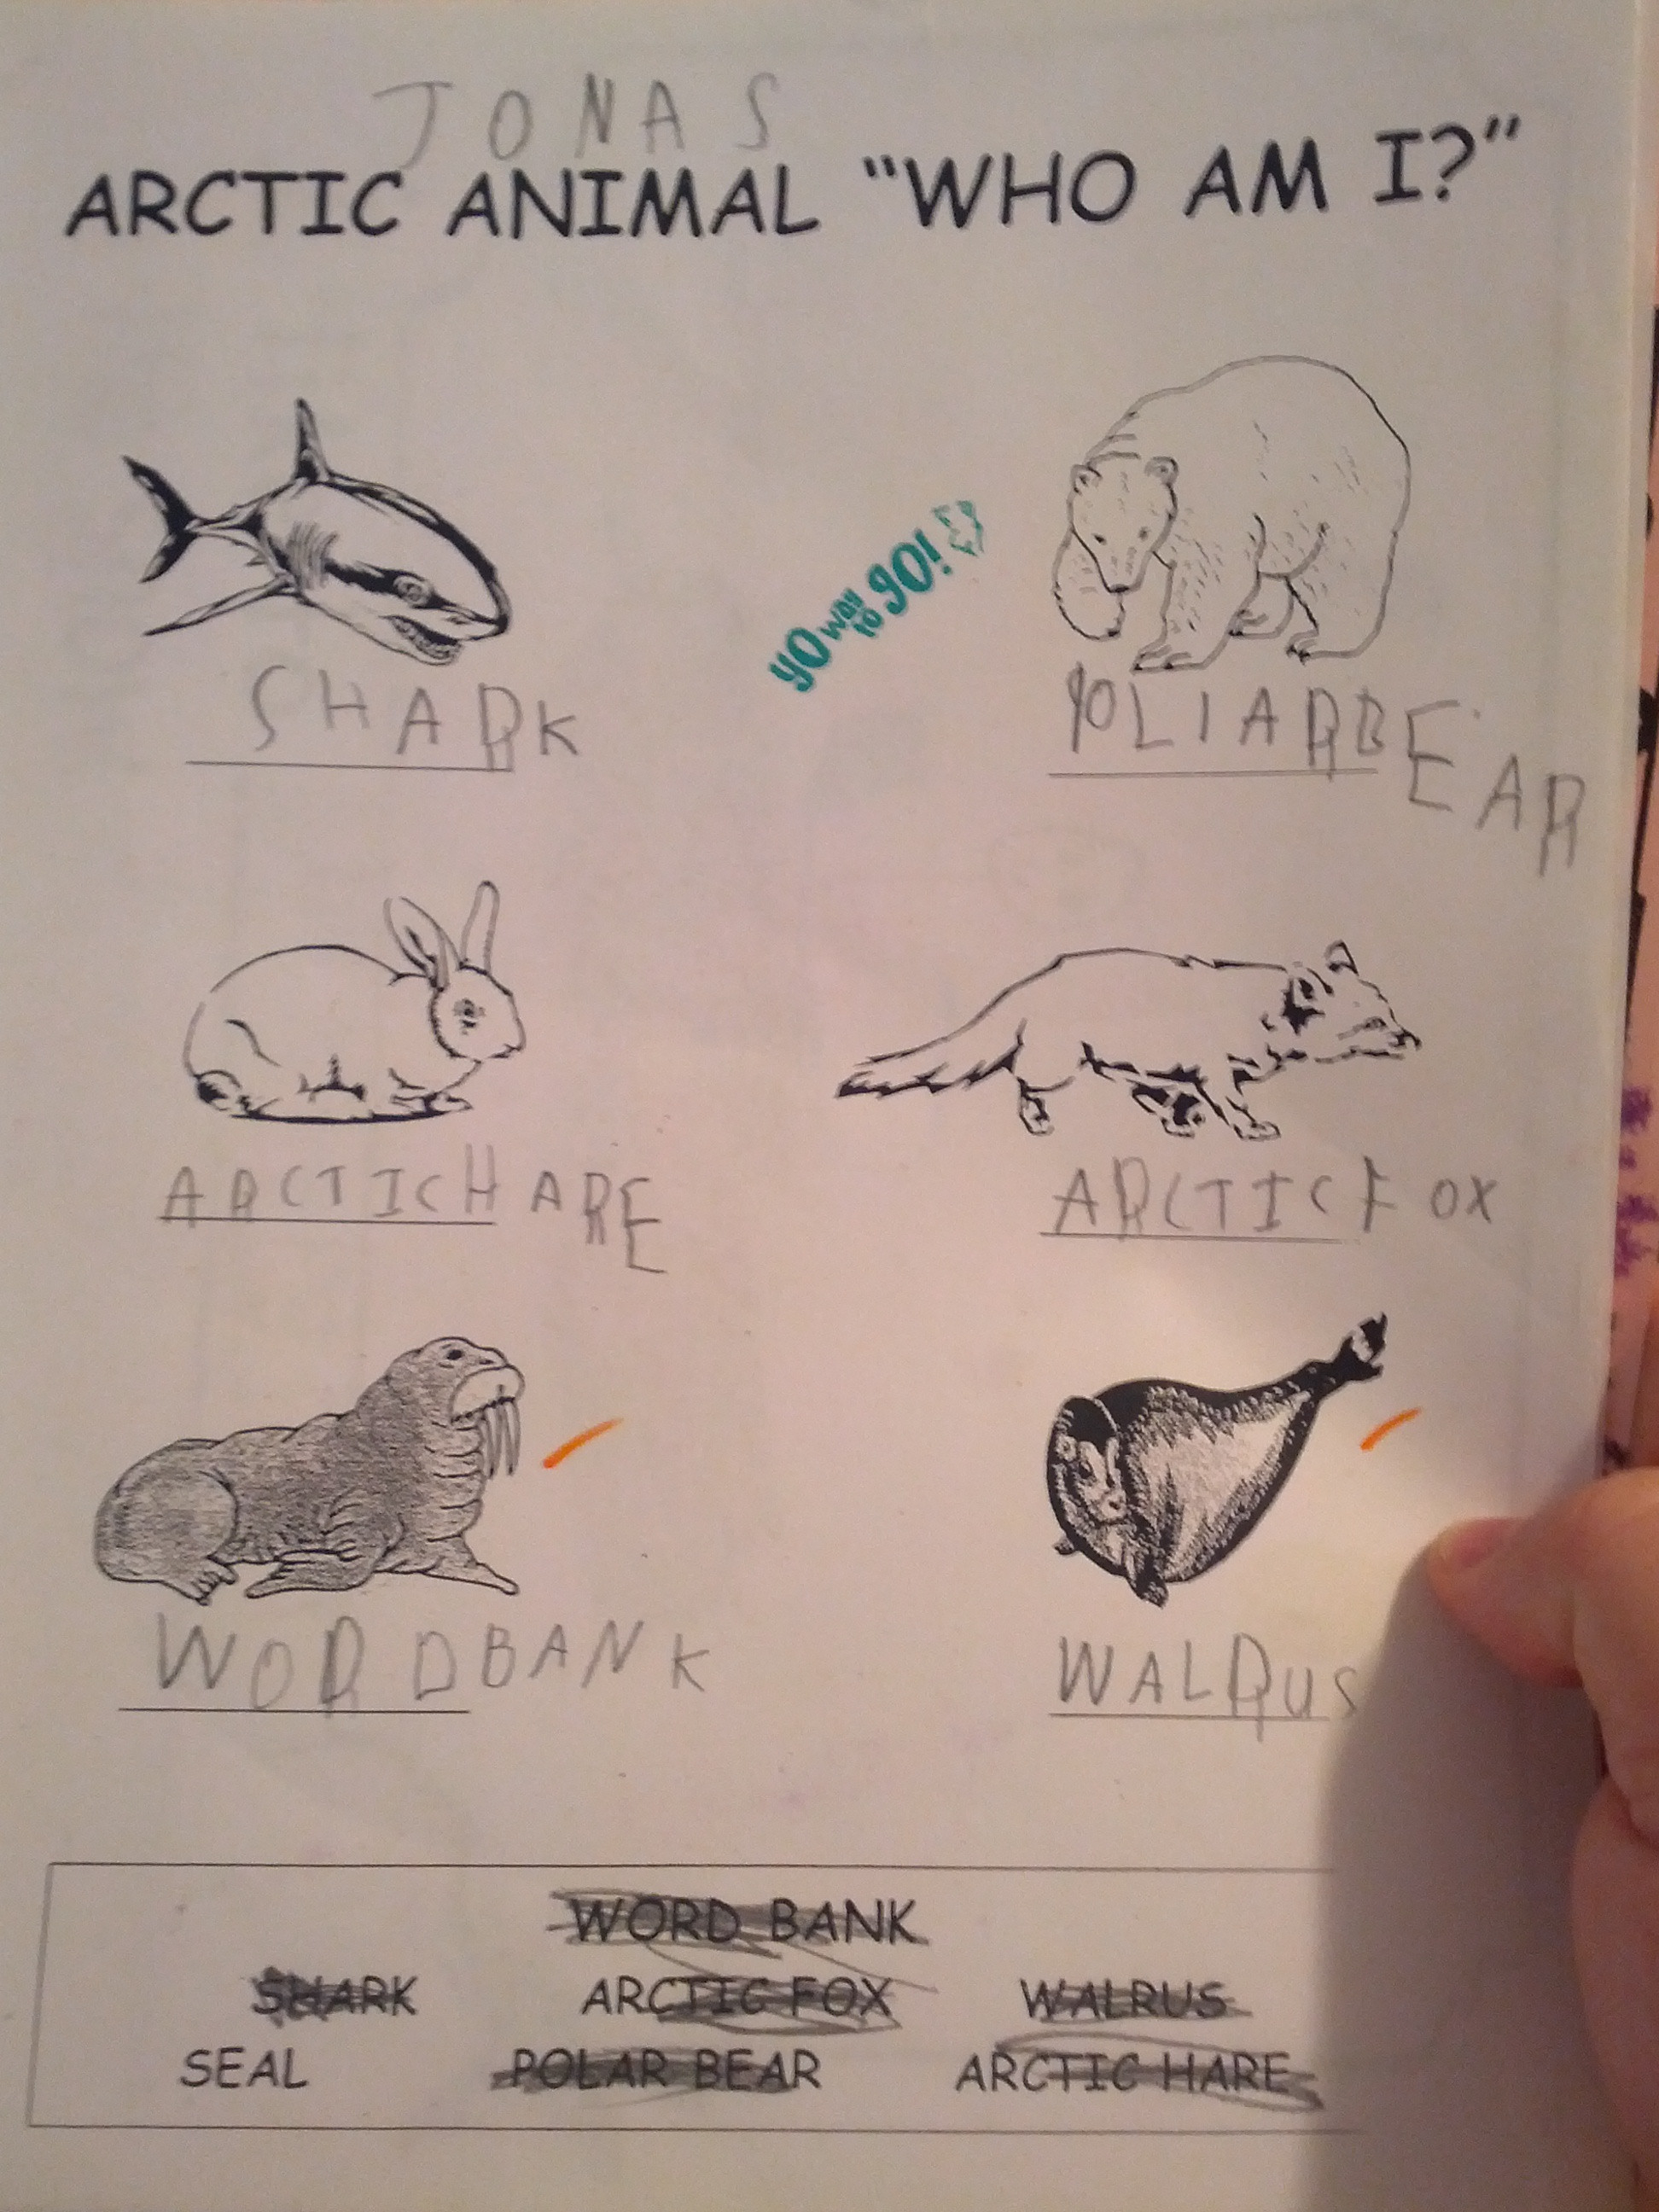 JONAS
ARCTIC ANIMAL "WHO AM I?"
yo way to go!
SHARK
POLIARBEAR
ARCTICHARE
ARCTICFOX
WORDBANK
WALRUS
WORD BANK
SHARK ARCTIC FOX WALRUS
SEAL POLAR BEAR ARCTIC HARE